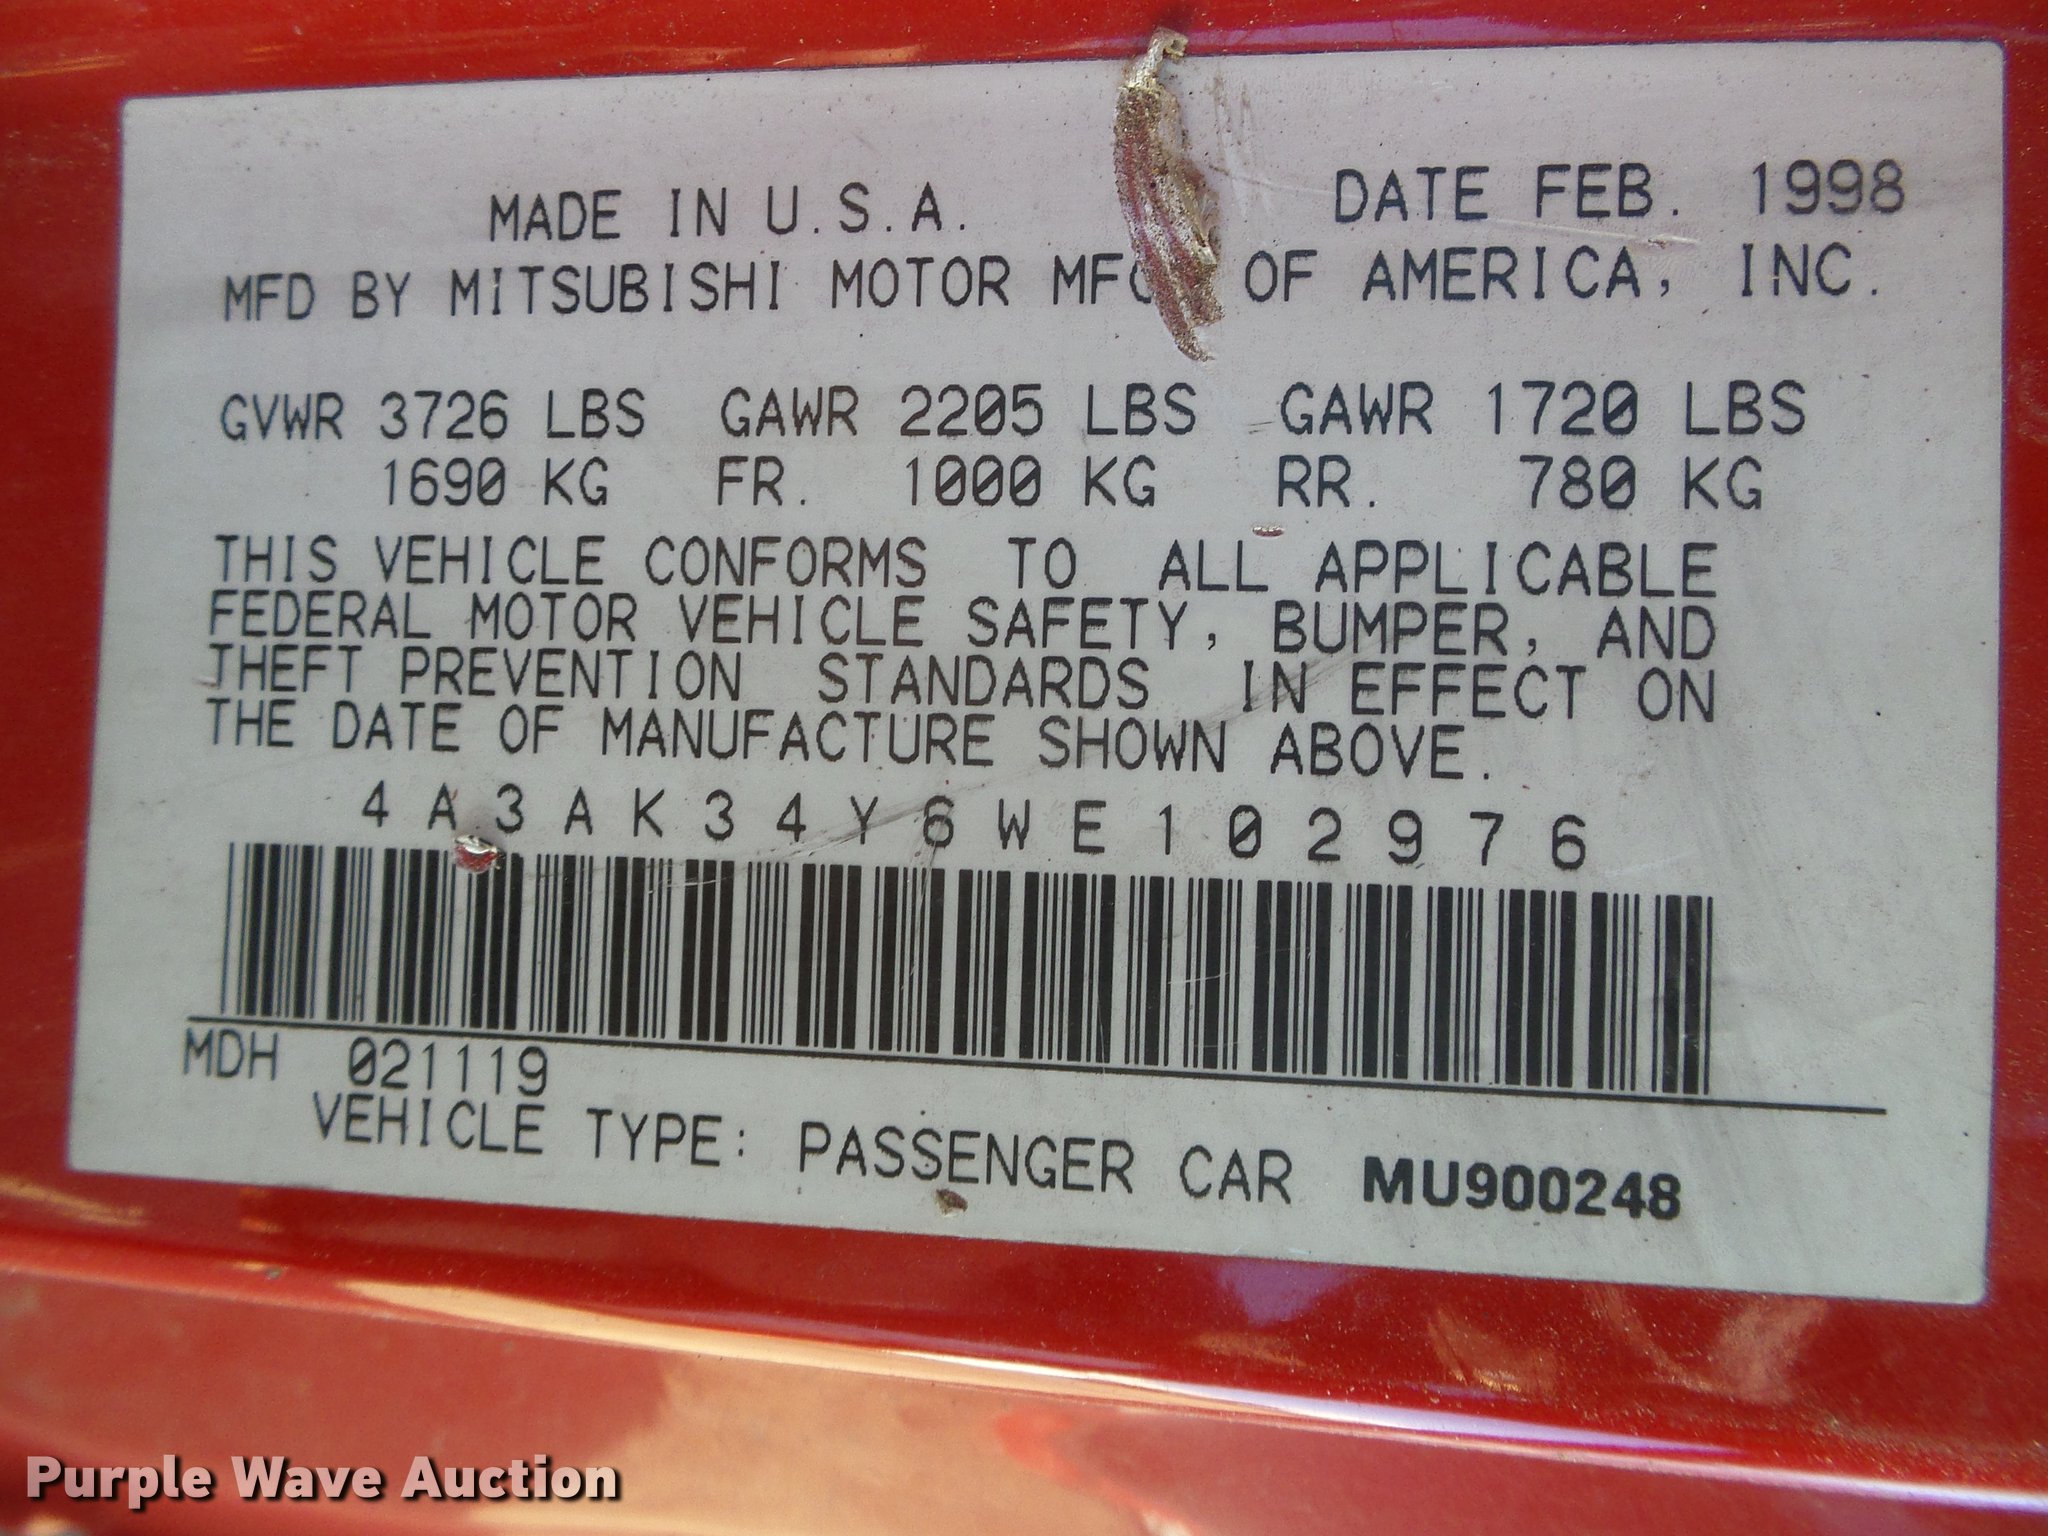 MADE IN U.S.A. DATE FEB. 1998
MFD BY MITSUBISHI MOTOR OF AMERICA, INC.
GVWR 3726 LBS GAWR 2205 LBS GAWR 1720 LBS
1690 KG FR. 1000 KG RR. 780 KG
THIS VEHICLE CONFORMS TO ALL APPLICABLE
FEDERAL MOTOR VEHICLE SAFETY, BUMPER, AND
THEFT PREVENTION STANDARDS IN EFFECT ON
THE DATE OF MANUFACTURE SHOWN ABOVE.
4A3AK34Y6WE102976
MDH 021119
VEHICLE TYPE: PASSENGER CAR MU900248
Purple Wave Auction